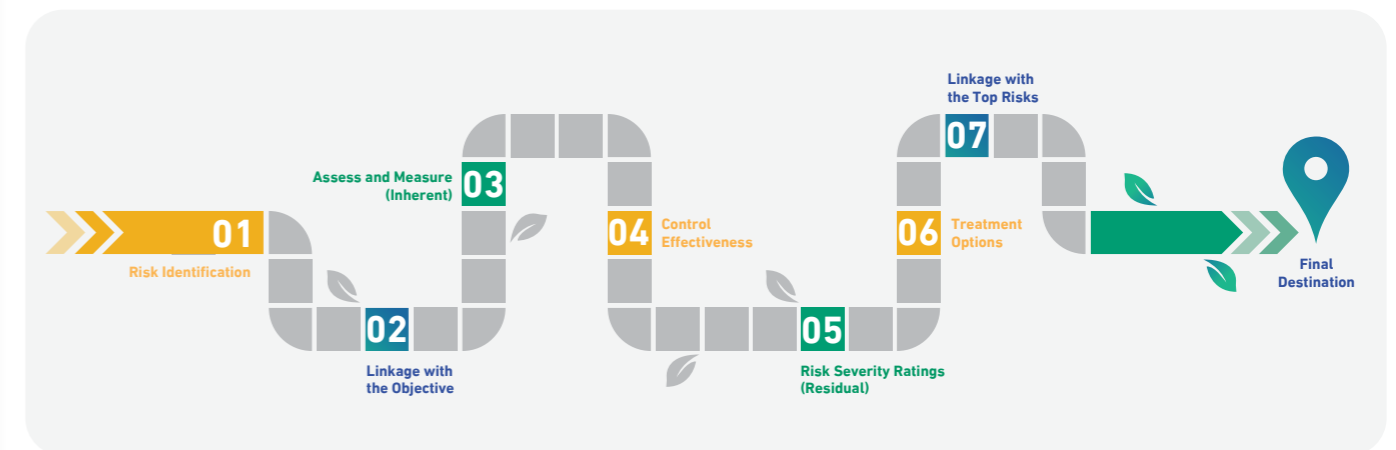 01
Risk Identification
02
Linkage with
the Objective
03
Assess and Measure
(Inherent)
04
Control
Effectiveness
05
Risk Severity Ratings
(Residual)
06
Treatment
Options
07
Linkage with
the Top Risks
Final
Destination